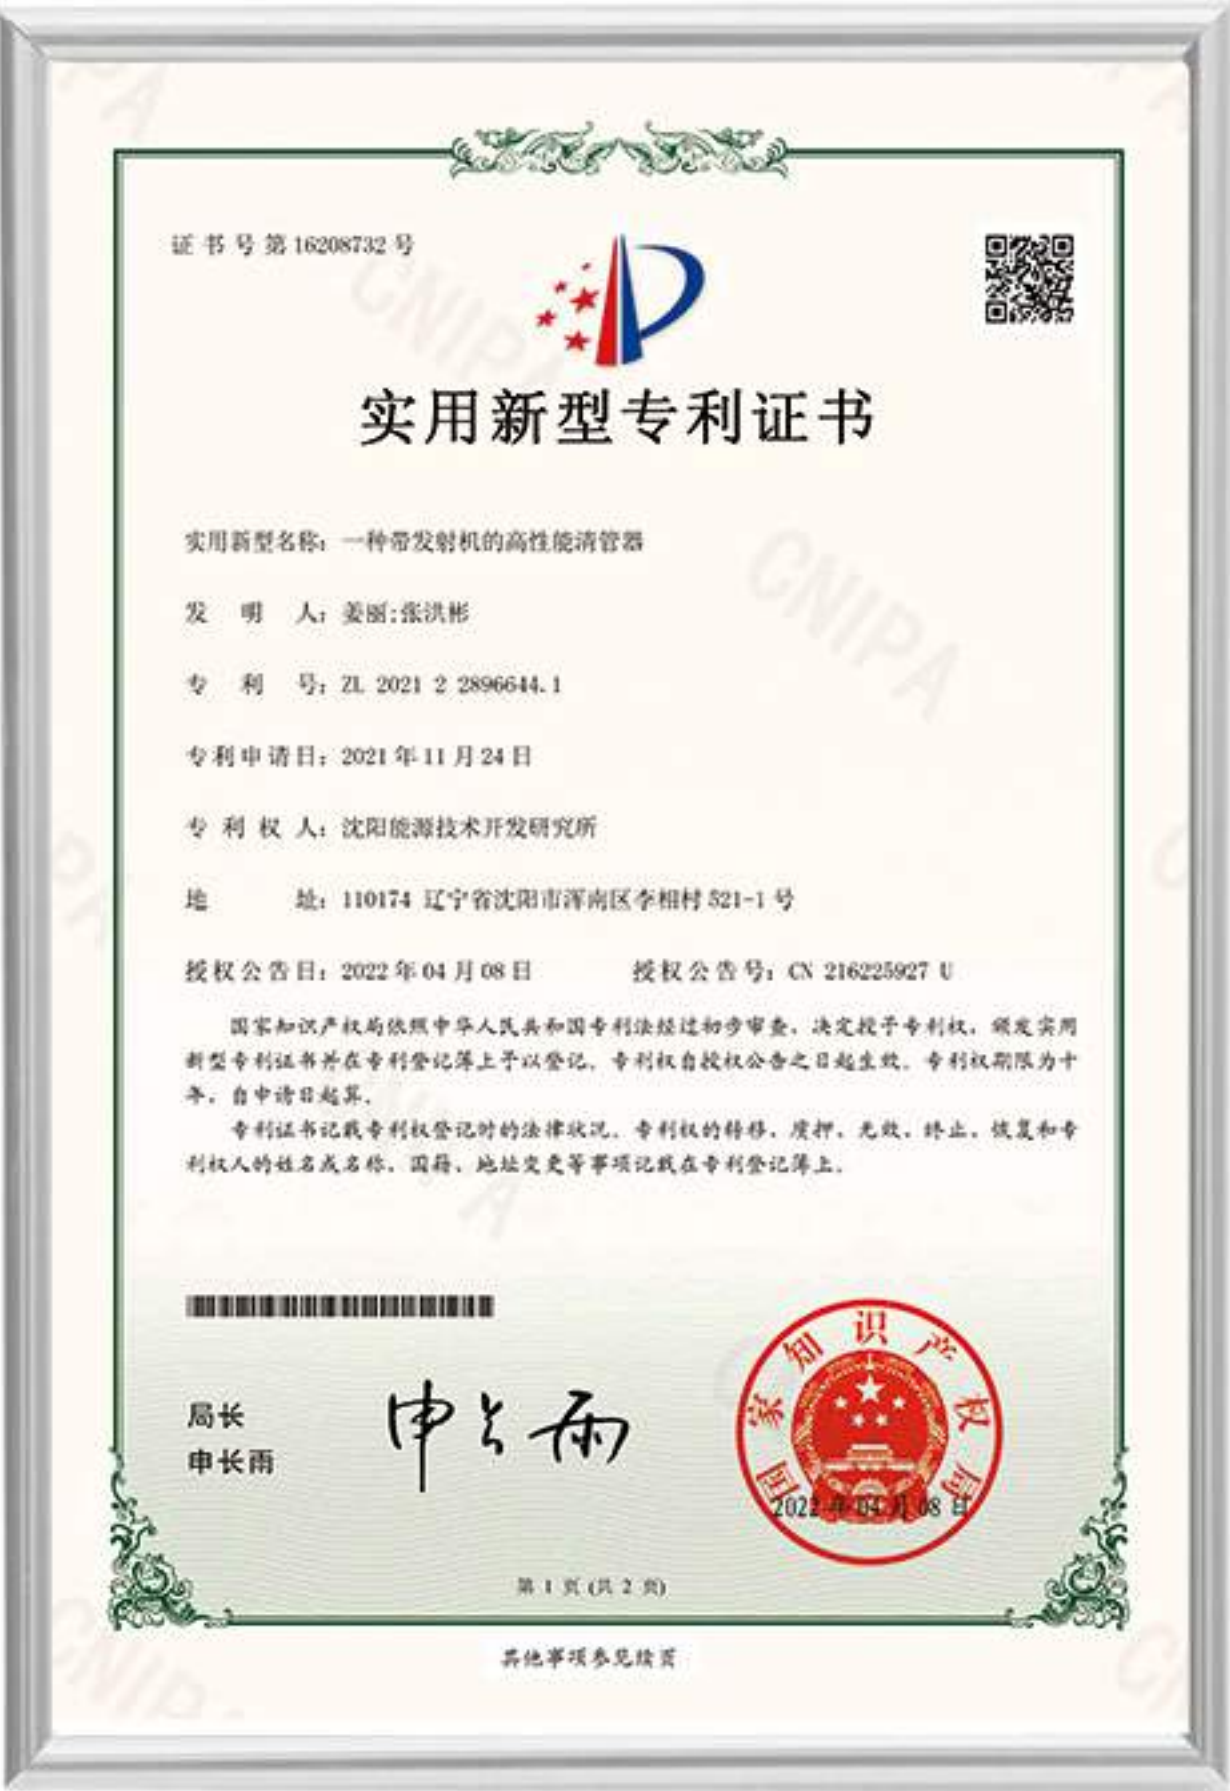 证书号第16208732号
实用新型专利证书
实用新型名称：一种带发射机的高性能清管器
发明人：姜丽;张洪彬
专利号：ZL 2021 2 2896644.1
专利申请日：2021年11月24日
专利权人：沈阳能源技术开发研究所
地址：110174 辽宁省沈阳市浑南区李相村521-1号
授权公告日：2022年04月08日 授权公告号：CN 216225927 U
国家知识产权局依照中华人民共和国专利法经过初步审查，决定授予专利权，颁发实用
新型专利证书并在专利登记簿上予以登记。专利权自授权公告之日起生效。专利权期限为十
年，自申请日起算。
专利证书记载专利权登记时的法律状况。专利权的转移、质押、无效、终止、恢复和专
利权人的姓名或名称、国籍、地址变更等事项记载在专利登记簿上。
局长
申长雨
申长雨
国家知识产权局
2022年04月08日
第 1 页 (共 2 页)
其他事项参见续页
CNIPA
CNIPA